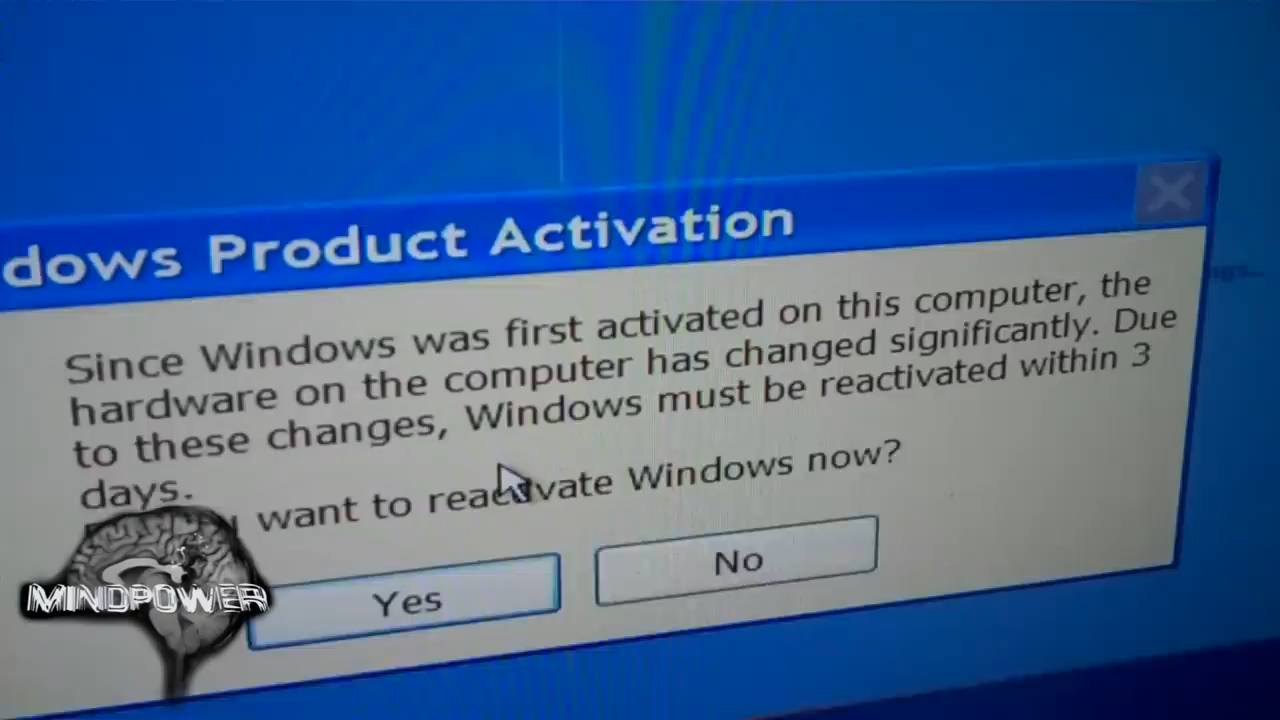 dows Product Activation
Since Windows was first activated on this computer, the
hardware on the computer has changed significantly. Due
to these changes, Windows must be reactivated within 3
days.
want to reactivate Windows now?
Yes
No
MINDPOWER